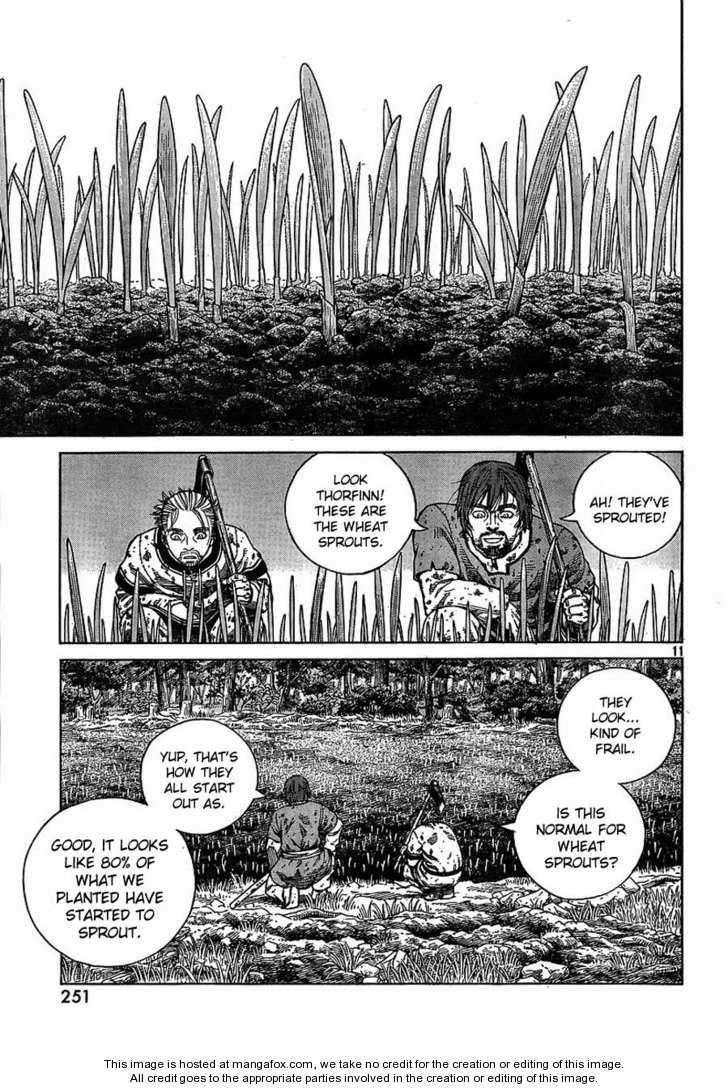 AH! THEY'VE
SPROUTED!
LOOK
THORFINN!
THESE ARE
THE WHEAT
SPROUTS.
11
THEY
LOOK...
KIND OF
FRAIL.
IS THIS
NORMAL FOR
WHEAT
SPROUTS?
YUP, THAT'S
HOW THEY
ALL START
OUT AS.
GOOD, IT LOOKS
LIKE 80% OF
WHAT WE
PLANTED HAVE
STARTED TO
SPROUT.
251
This image is hosted at mangafox.com, we take no credit for the creation or editing of this image.
All credit goes to the appropriate parties involved in the creation or editing of this image.